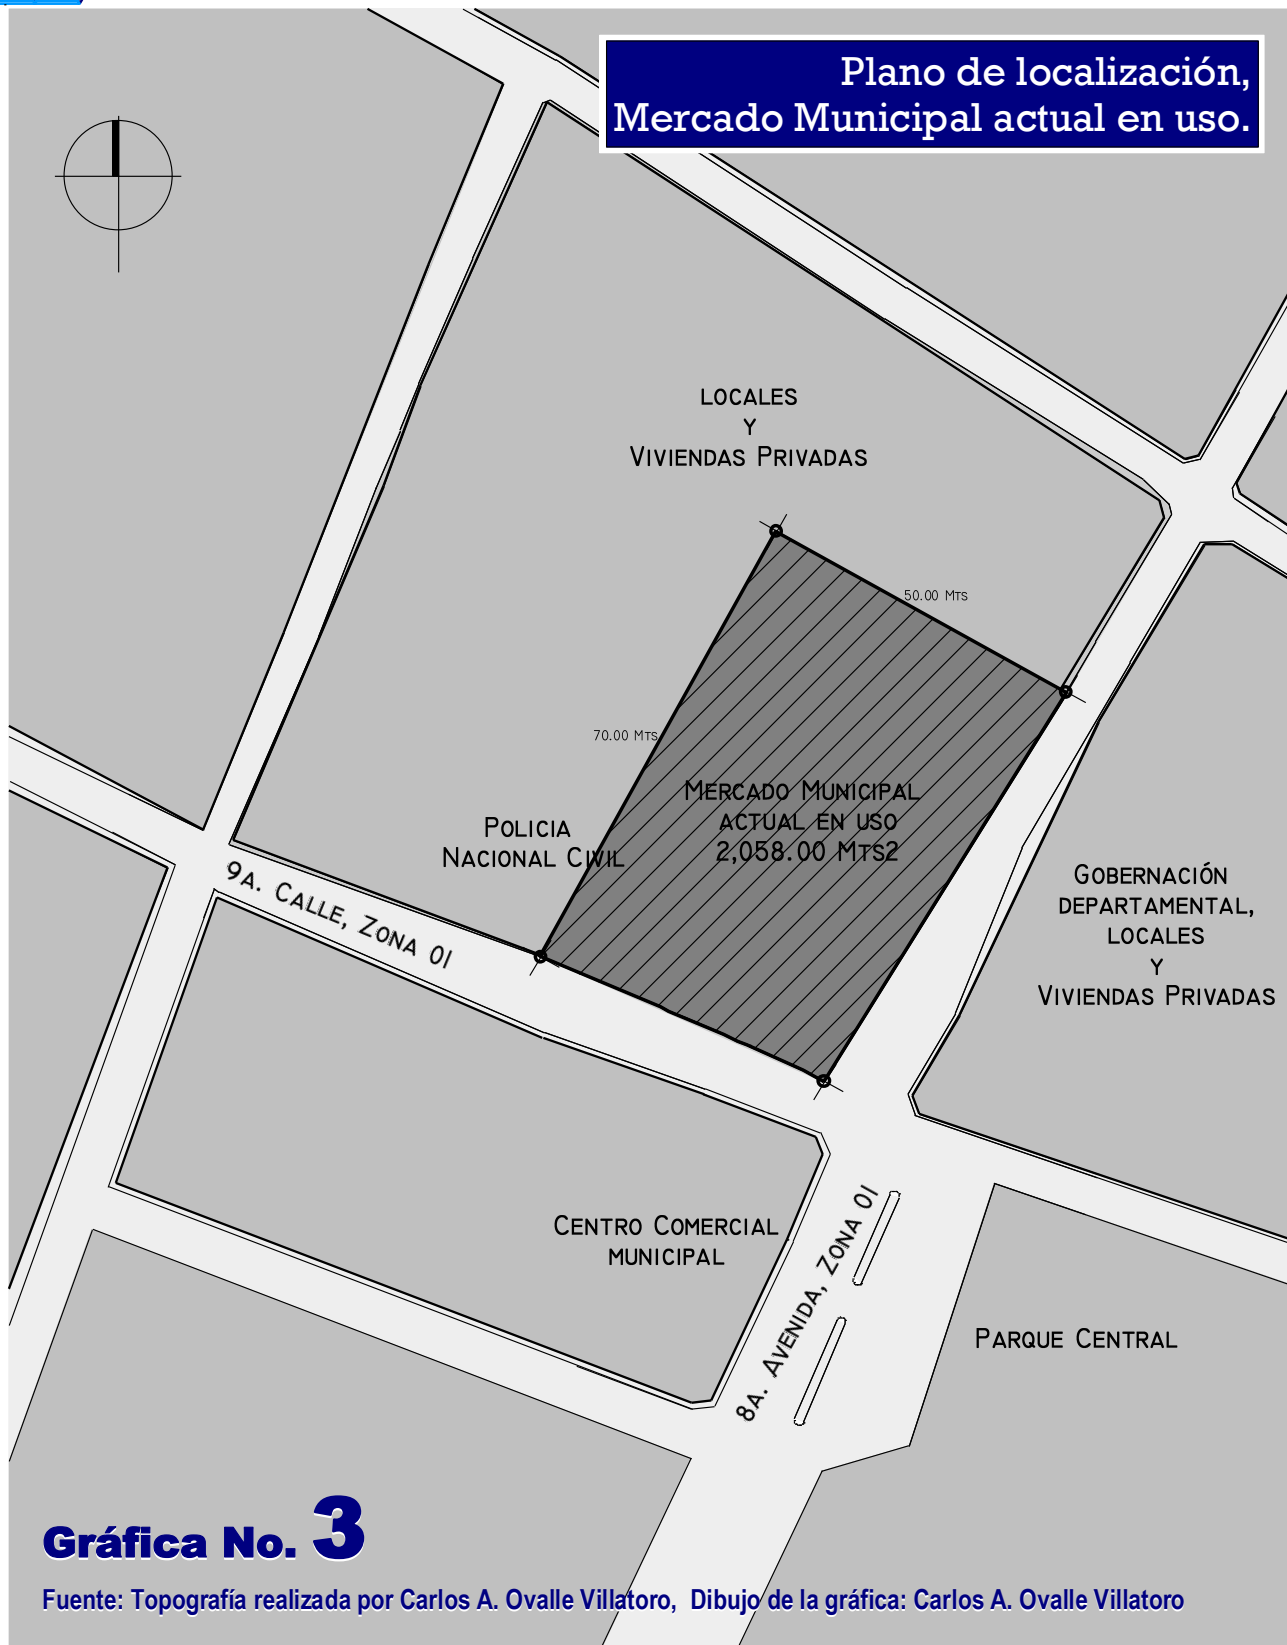 Plano de localización,
Mercado Municipal actual en uso.
LOCALES
Y
VIVIENDAS PRIVADAS
50.00 MTS
70.00 MTS
MERCADO MUNICIPAL
ACTUAL EN USO
2,058.00 MTS2
POLICIA
NACIONAL CIVIL
9A. CALLE, ZONA 01
GOBERNACIÓN
DEPARTAMENTAL,
LOCALES
Y
VIVIENDAS PRIVADAS
CENTRO COMERCIAL
MUNICIPAL
8A. AVENIDA, ZONA 01
PARQUE CENTRAL
Gráfica No. 3
Fuente: Topografía realizada por Carlos A. Ovalle Villatoro, Dibujo de la gráfica: Carlos A. Ovalle Villatoro